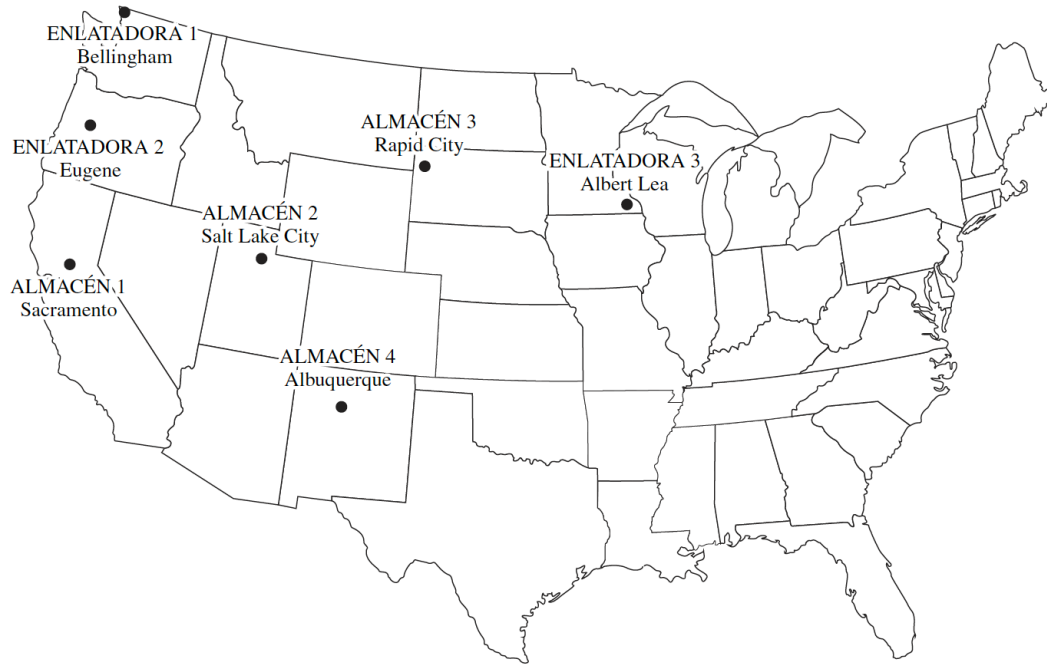 ENLATADORA 1
Bellingham
ALMACÉN 3
Rapid City
ENLATADORA 2
Eugene
ENLATADORA 3
Albert Lea
ALMACÉN 2
Salt Lake City
ALMACÉN 1
Sacramento
ALMACÉN 4
Albuquerque